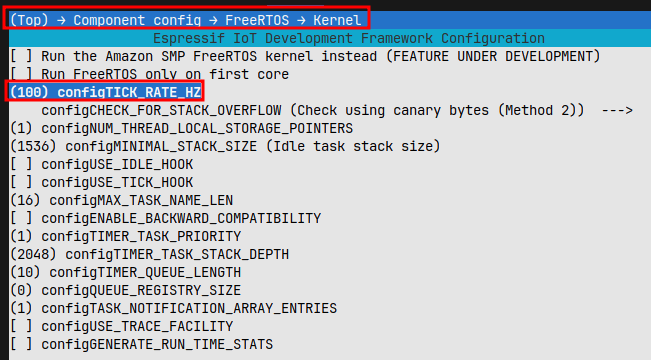 (Top) → Component config → FreeRTOS → Kernel
Espressif IoT Development Framework Configuration
[ ] Run the Amazon SMP FreeRTOS kernel instead (FEATURE UNDER DEVELOPMENT)
[ ] Run FreeRTOS only on first core
(100) configTICK_RATE_HZ
configCHECK_FOR_STACK_OVERFLOW (Check using canary bytes (Method 2))  --->
(1) configNUM_THREAD_LOCAL_STORAGE_POINTERS
(1536) configMINIMAL_STACK_SIZE (Idle task stack size)
[ ] configUSE_IDLE_HOOK
[ ] configUSE_TICK_HOOK
(16) configMAX_TASK_NAME_LEN
[ ] configENABLE_BACKWARD_COMPATIBILITY
(1) configTIMER_TASK_PRIORITY
(2048) configTIMER_TASK_STACK_DEPTH
(10) configTIMER_QUEUE_LENGTH
(0) configQUEUE_REGISTRY_SIZE
(1) configTASK_NOTIFICATION_ARRAY_ENTRIES
[ ] configUSE_TRACE_FACILITY
[ ] configGENERATE_RUN_TIME_STATS